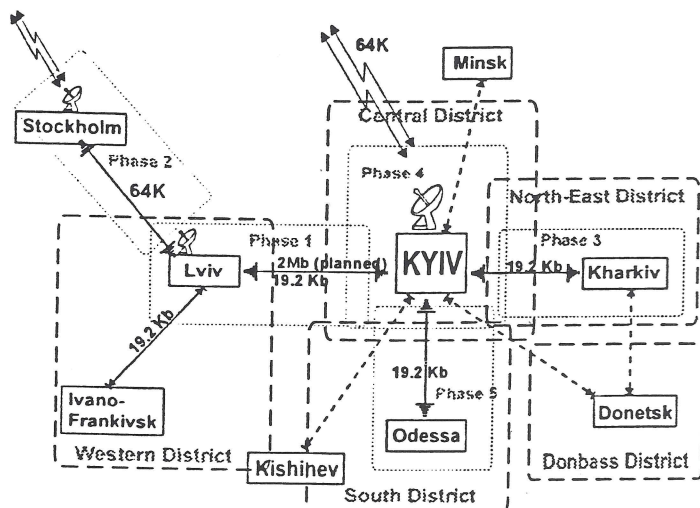 64K
Minsk
Stockholm
Central District
Phase 2
Phase 4
64K
North-East District
Phase 1
Phase 3
Lviv
2Mb (planned)
KYIV
19.2 Kb
Kharkiv
19.2 Kb
19.2 Kb
19.2 Kb
Ivano-
Frankivsk
Phase 5
Donetsk
Odessa
Western District
Kishinev
Donbass District
South District